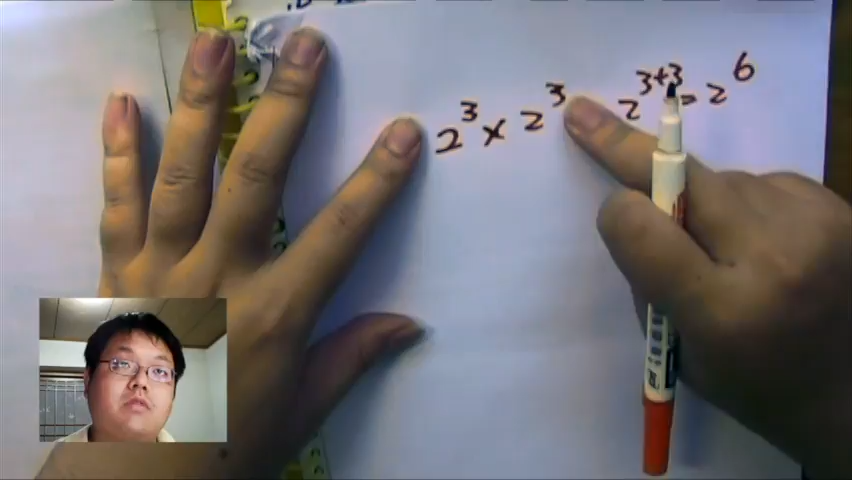 2³ × 2³ 2³⁺³ = 2⁶